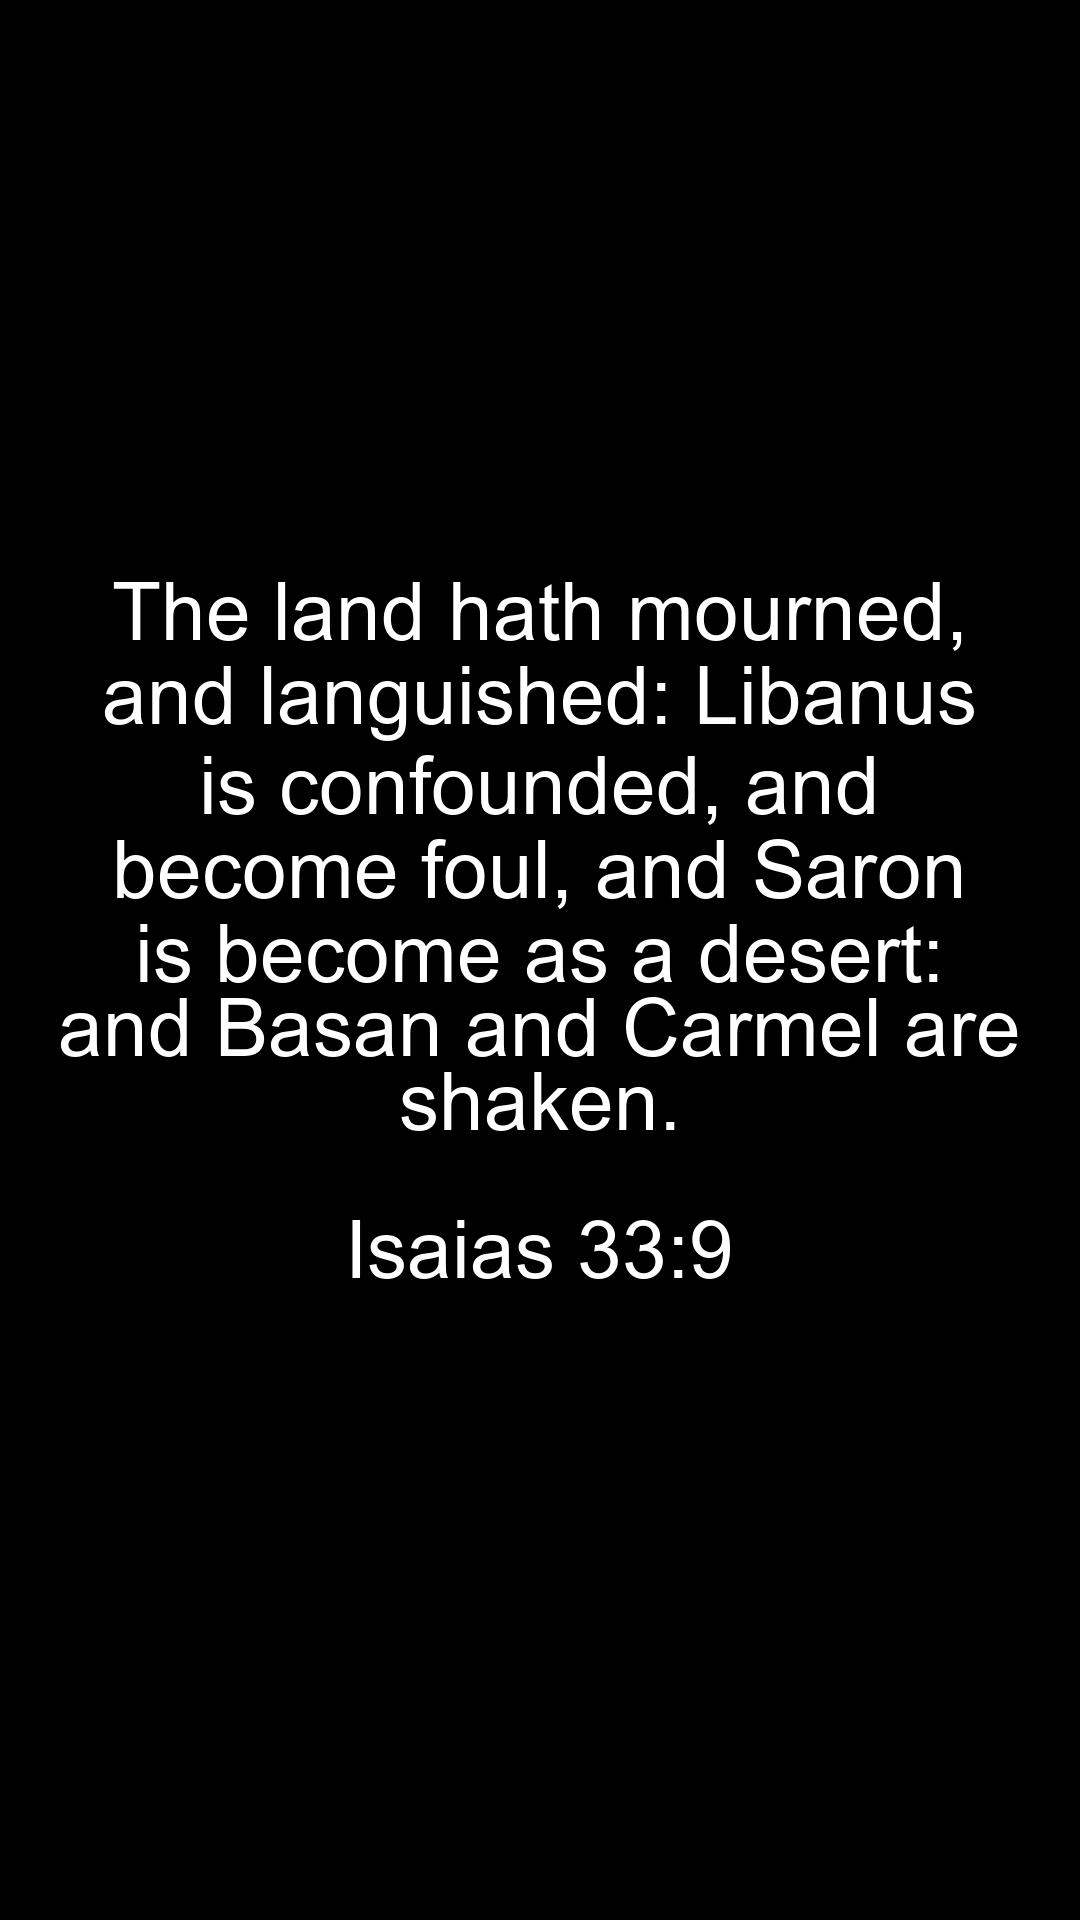 The land hath mourned,
and languished: Libanus
is confounded, and
become foul, and Saron
is become as a desert:
and Basan and Carmel are
shaken.
Isaias 33:9